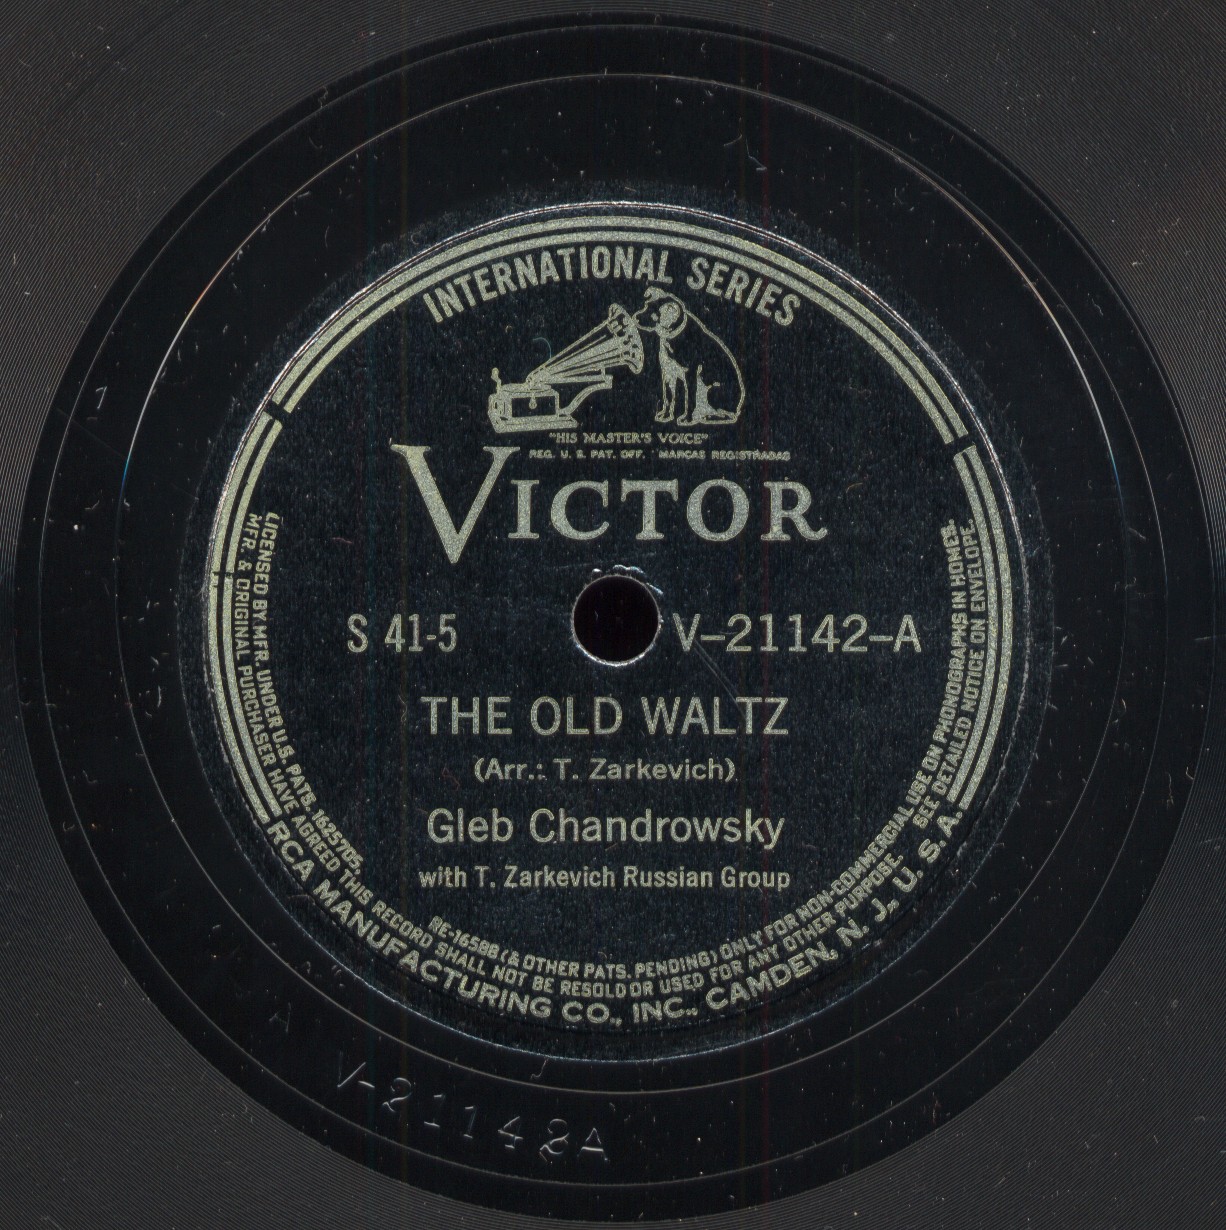 INTERNATIONAL SERIES
"HIS MASTER'S VOICE"
REG. U. S. PAT. OFF. MARCAS REGISTRADAS
VICTOR
S 41-5
V-21142-A
THE OLD WALTZ
(Arr.: T. Zarkevich)
Gleb Chandrowsky
with T. Zarkevich Russian Group
LICENSED BY MFR. UNDER U.S. PATS. 1625705, RE-16588 (& OTHER PATS. PENDING) ONLY FOR NON-COMMERCIAL USE ON PHONOGRAPHS IN HOMES.
MFR. & ORIGINAL PURCHASER HAVE AGREED THIS RECORD SHALL NOT BE RESOLD OR USED FOR ANY OTHER PURPOSE. SEE DETAILED NOTICE ON ENVELOPE.
RCA MANUFACTURING CO., INC., CAMDEN, N. J., U. S. A.
V-21142A